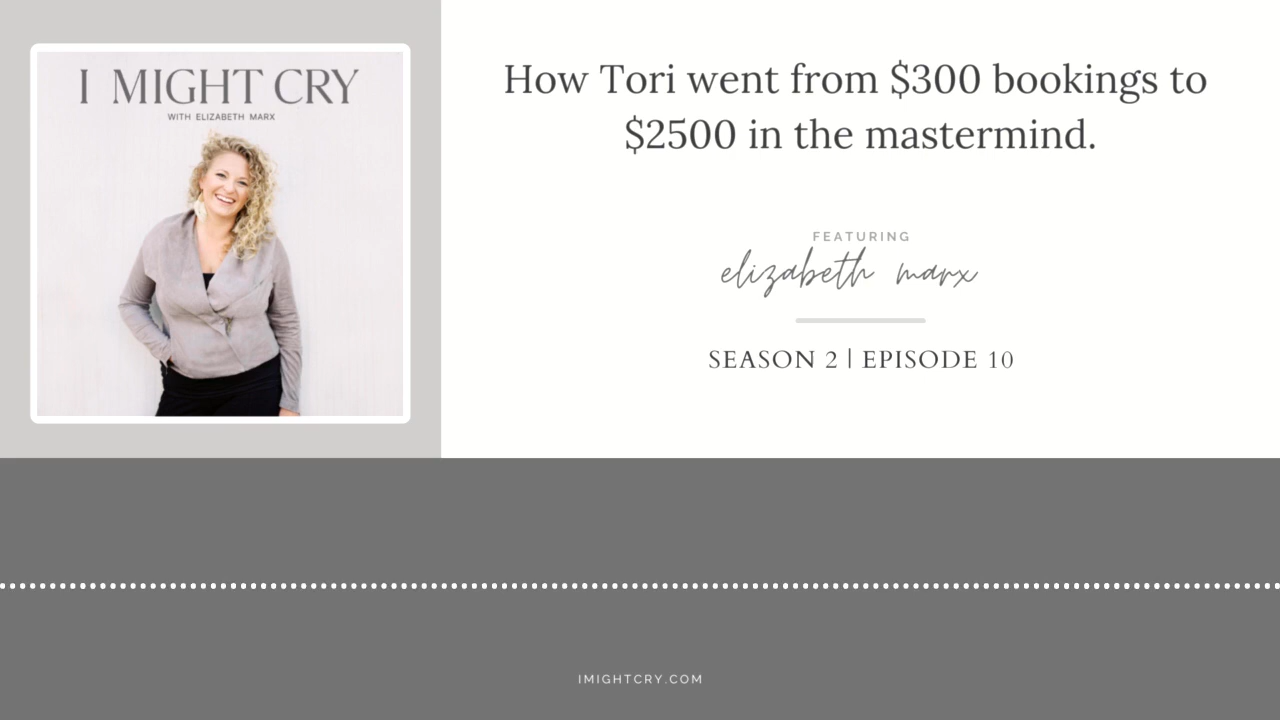 I MIGHT CRY
WITH ELIZABETH MARX
How Tori went from $300 bookings to
$2500 in the mastermind.
FEATURING
elizabeth marx
SEASON 2 | EPISODE 10
IMIGHTCRY.COM